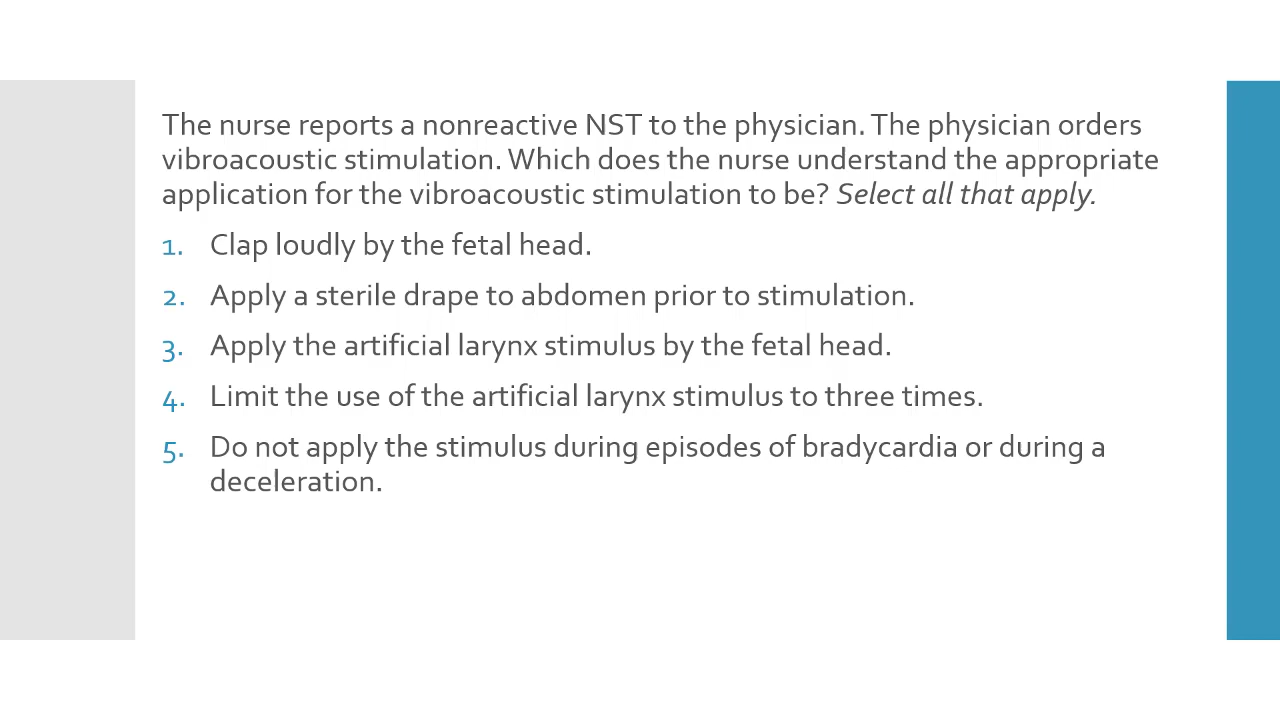 The nurse reports a nonreactive NST to the physician. The physician orders
vibroacoustic stimulation. Which does the nurse understand the appropriate
application for the vibroacoustic stimulation to be? Select all that apply.
1. Clap loudly by the fetal head.
2. Apply a sterile drape to abdomen prior to stimulation.
3. Apply the artificial larynx stimulus by the fetal head.
4. Limit the use of the artificial larynx stimulus to three times.
5. Do not apply the stimulus during episodes of bradycardia or during a
deceleration.